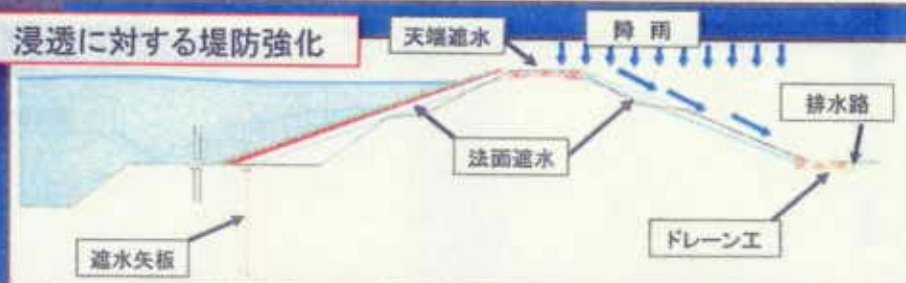 浸透に対する堤防強化
天端遮水
降雨
排水路
法面遮水
ドレーン工
遮水矢板